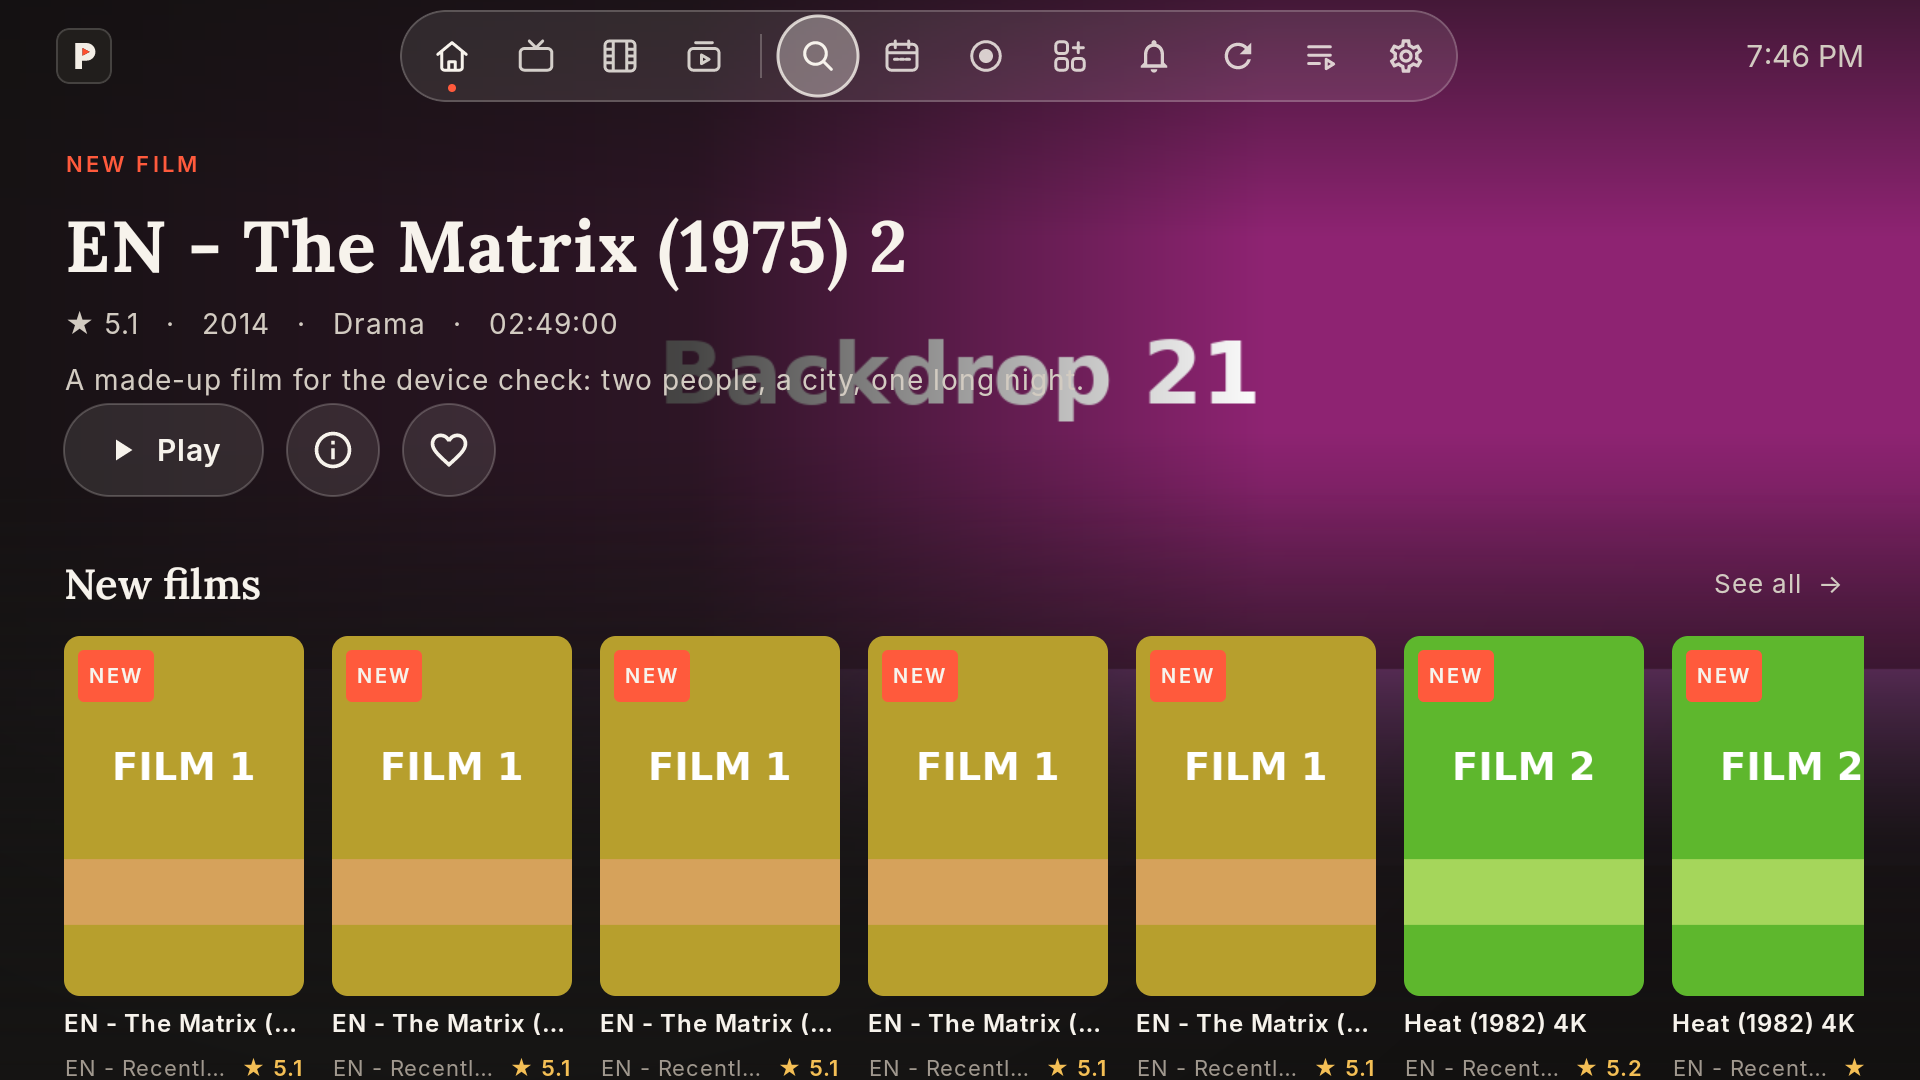 P
7:46 PM
NEW FILM
EN - The Matrix (1975) 2
★ 5.1 · 2014 · Drama · 02:49:00
Backdrop 21
A made-up film for the device check: two people, a city, one long night.
Play
New films
See all →
NEW NEW NEW NEW NEW NEW NEW
FILM 1 FILM 1 FILM 1 FILM 1 FILM 1 FILM 2 FILM 2
EN - The Matrix (... EN - The Matrix (... EN - The Matrix (... EN - The Matrix (... EN - The Matrix (... Heat (1982) 4K Heat (1982) 4K
EN - Recentl... ★ 5.1 EN - Recentl... ★ 5.1 EN - Recentl... ★ 5.1 EN - Recentl... ★ 5.1 EN - Recentl... ★ 5.1 EN - Recent... ★ 5.2 EN - Recent... ★